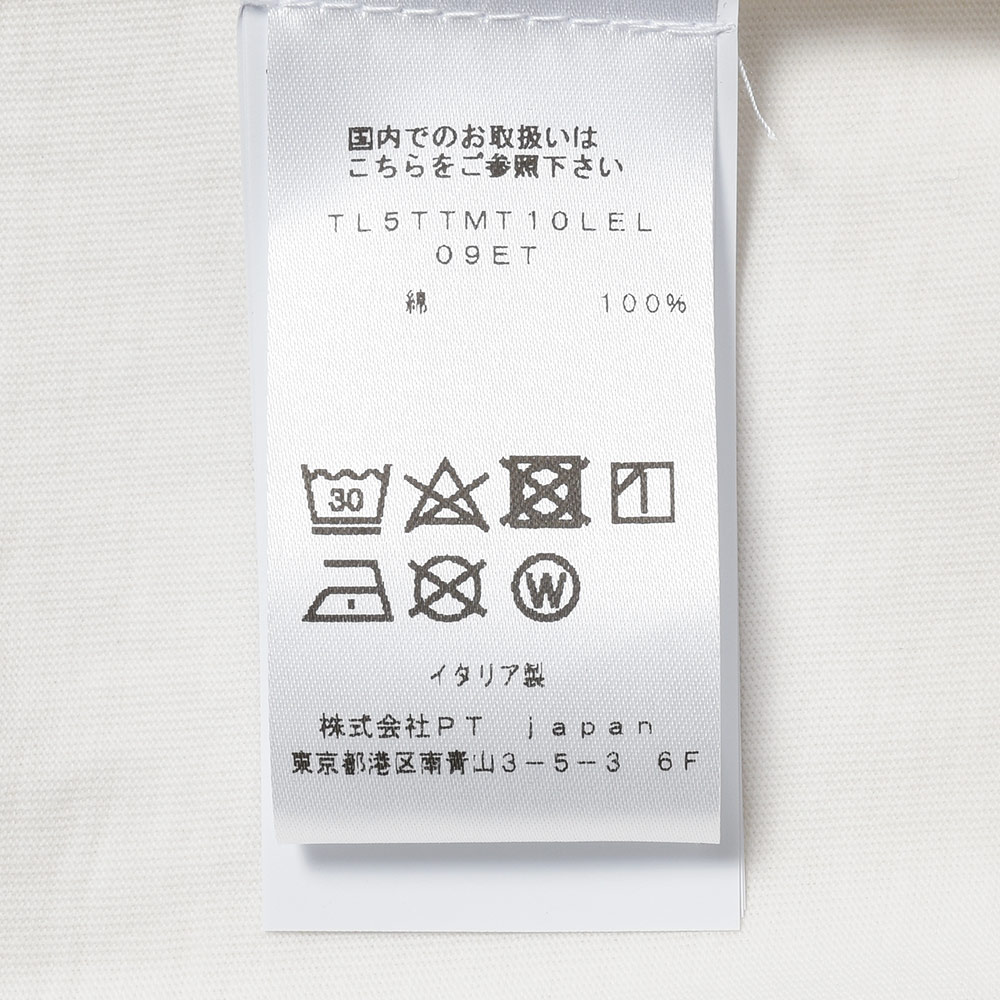 国内でのお取扱いは
こちらをご参照下さい
TL5TTMT10LEL
09ET
綿 100%
30
W
イタリア製
株式会社PT japan
東京都港区南青山3-5-3 6F